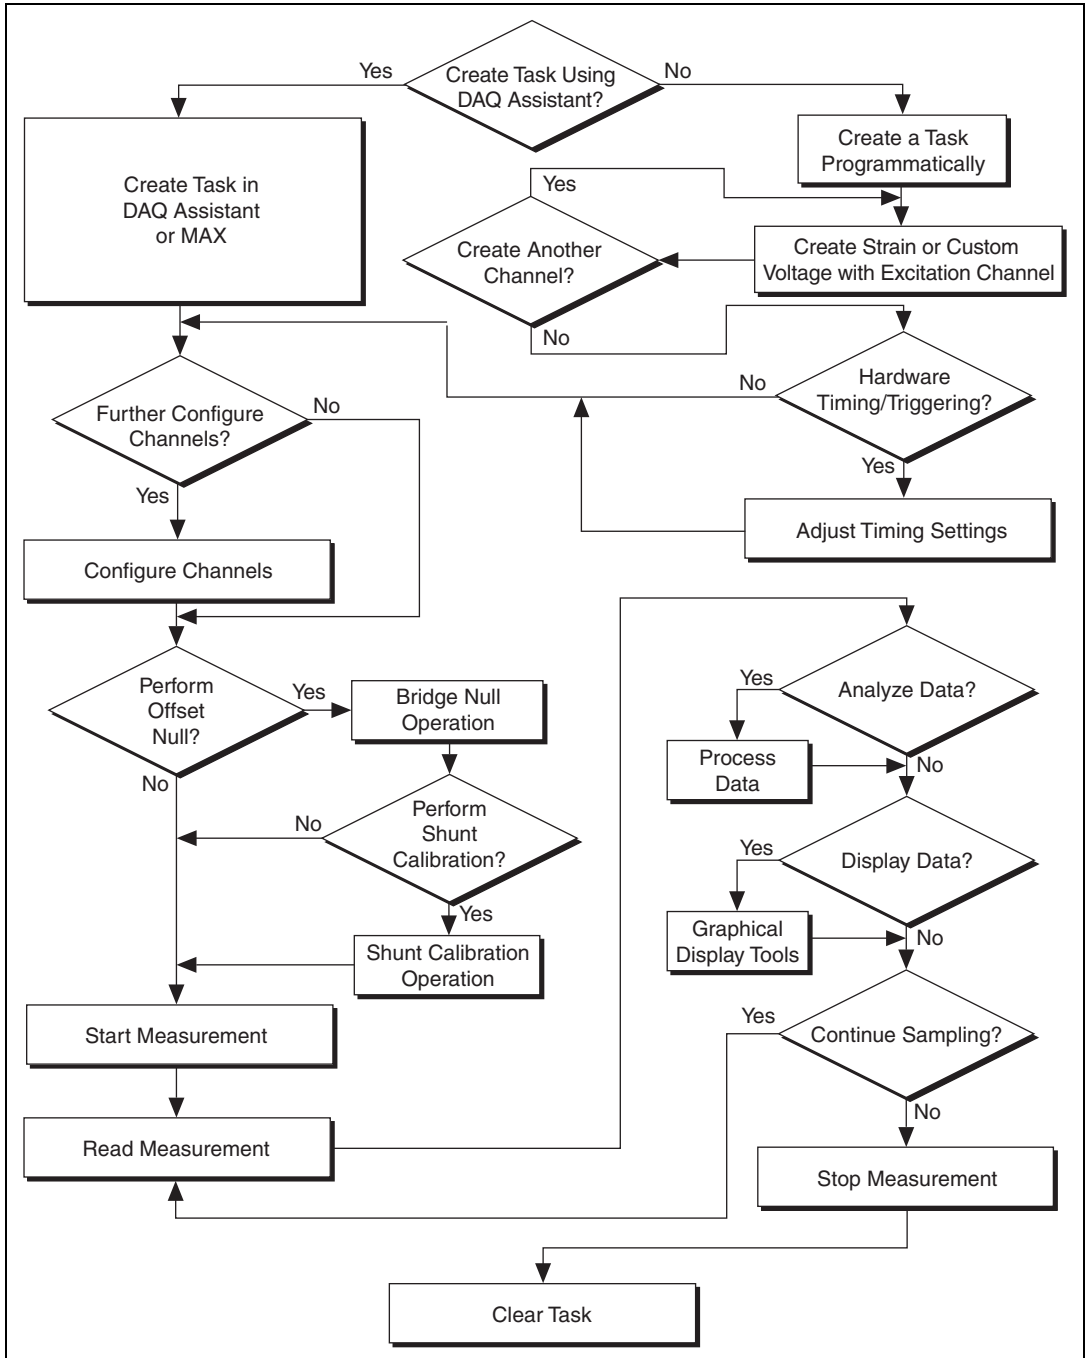 Create Task Using
DAQ Assistant?
Yes
No
Create Task in
DAQ Assistant
or MAX
Create a Task
Programmatically
Yes
Create Another
Channel?
Create Strain or Custom
Voltage with Excitation Channel
No
Hardware
Timing/Triggering?
No
Yes
Adjust Timing Settings
Further Configure
Channels?
No
Yes
Configure Channels
Perform
Offset
Null?
Yes
Bridge Null
Operation
No
Perform
Shunt
Calibration?
No
Yes
Shunt Calibration
Operation
Start Measurement
Read Measurement
Analyze Data?
Yes
Process
Data
No
Display Data?
Yes
Graphical
Display Tools
No
Continue Sampling?
Yes
No
Stop Measurement
Clear Task